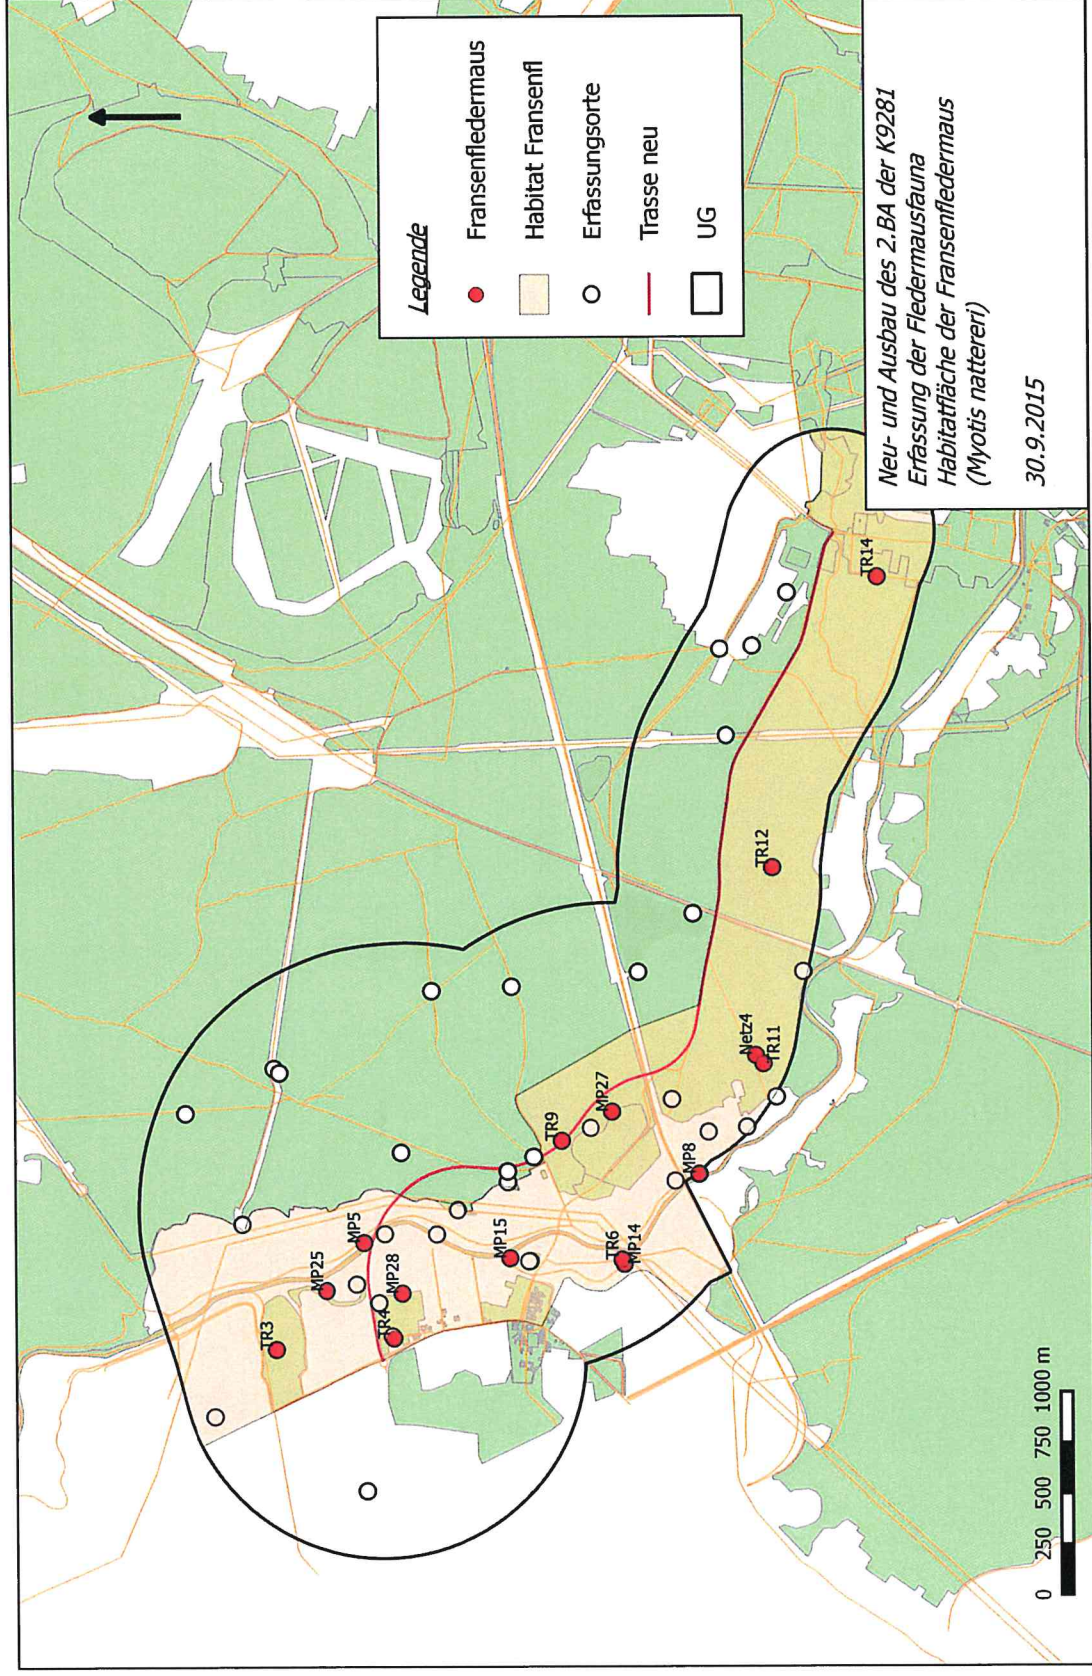 Legende
Fransenfledermaus
Habitat Fransenfl
Erfassungsorte
Trasse neu
UG
TR3
MP25
MP5
TR4
MP28
MP15
TR6
MP14
TR9
MP27
MP8
Netz4
TR11
TR12
TR14
0 250 500 750 1000 m
Neu- und Ausbau des 2.BA der K9281
Erfassung der Fledermausfauna
Habitatfläche der Fransenfledermaus
(Myotis nattereri)
30.9.2015